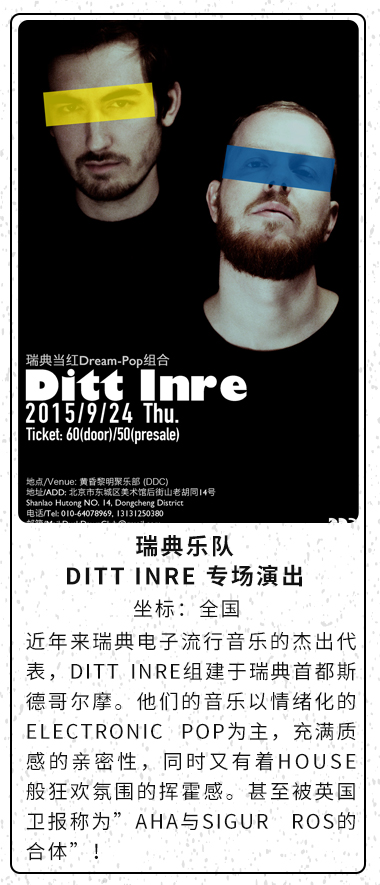 瑞典当红Dream-Pop组合
Ditt Inre
2015/9/24 Thu.
Ticket: 60(door)/50(presale)
地点/Venue: 黄昏黎明聚乐部 (DDC)
地址/ADD: 北京市东城区美术馆后街山老胡同14号
Shanlao Hutong NO. 14, Dongcheng District
电话/Tel: 010-64078969, 13131250380
瑞典乐队
DITT INRE 专场演出
坐标：全国
近年来瑞典电子流行音乐的杰出代
表，DITT INRE组建于瑞典首都斯
德哥尔摩。他们的音乐以情绪化的
ELECTRONIC POP为主，充满质
感的亲密性，同时又有着HOUSE
般狂欢氛围的挥霍感。甚至被英国
卫报称为”AHA与SIGUR ROS的
合体”！